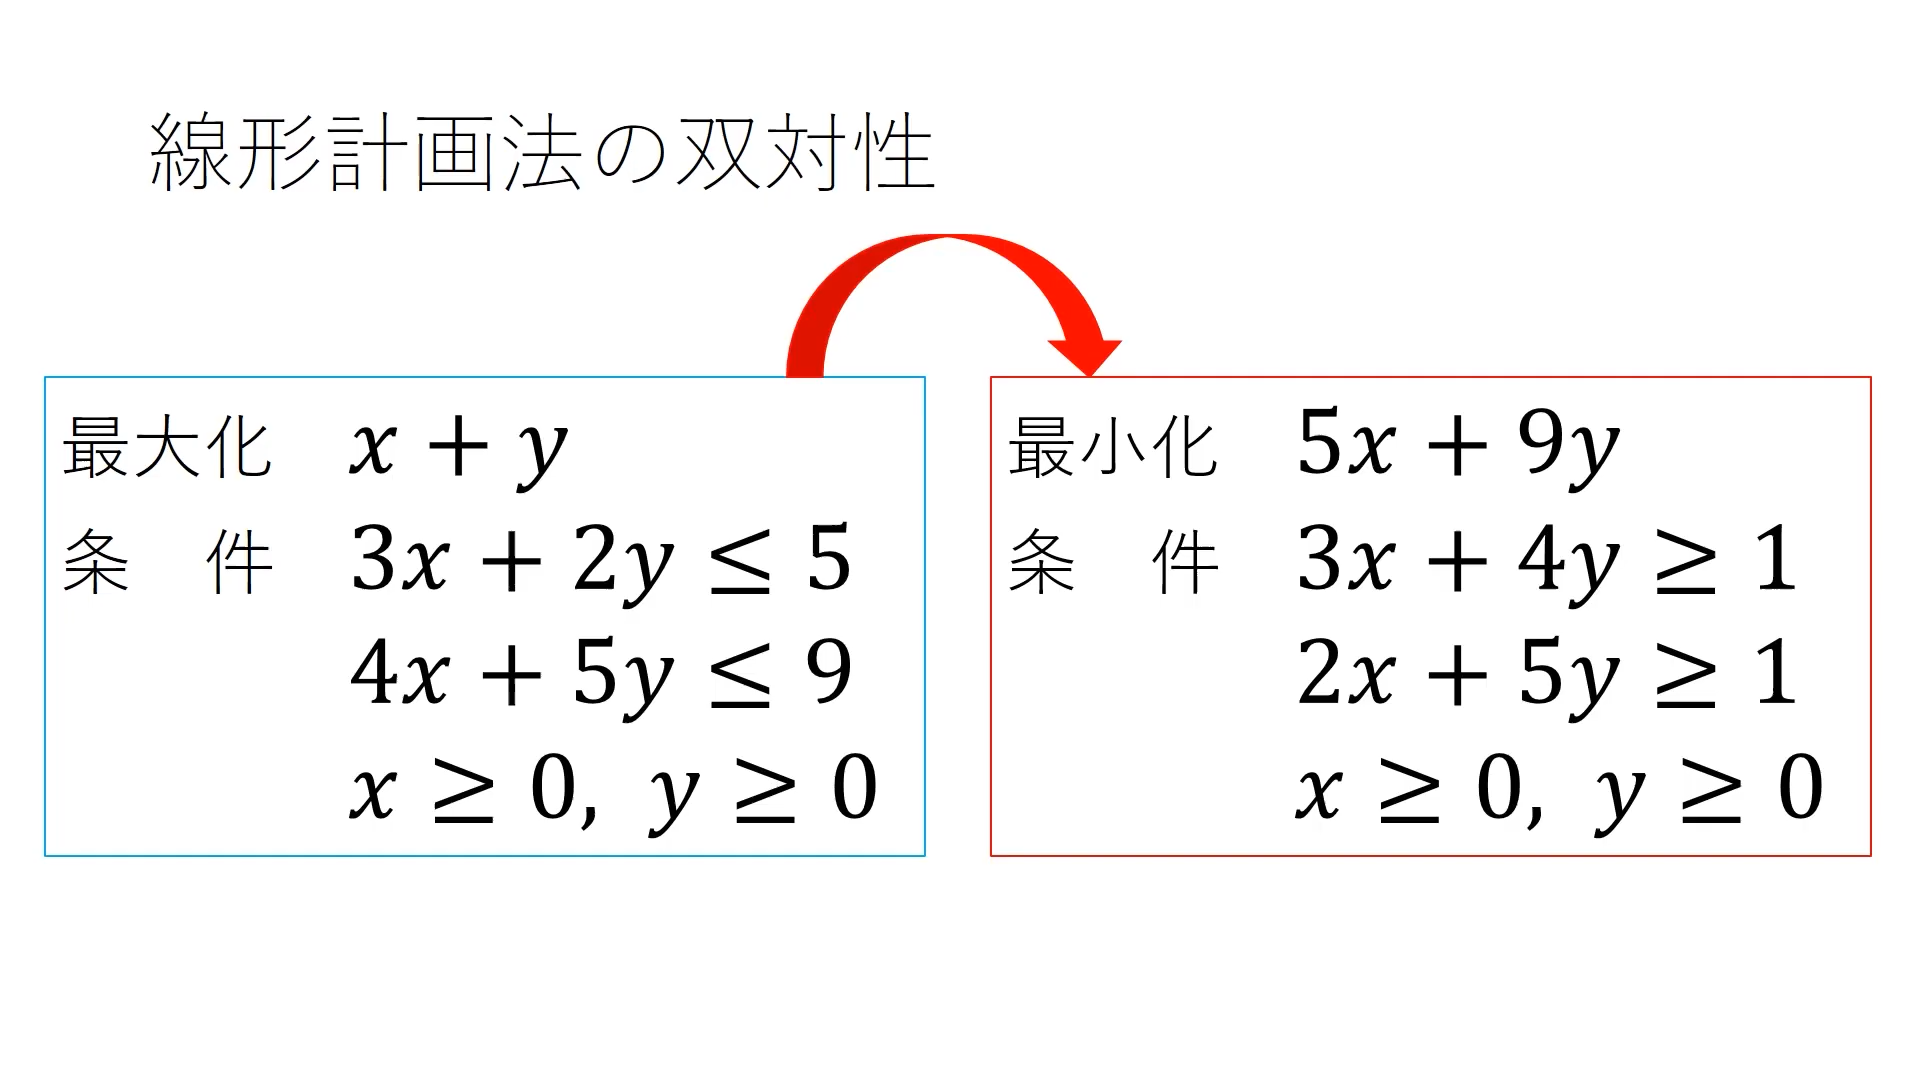 線形計画法の双対性
最大化 x + y
条 件 3x + 2y ≤ 5
4x + 5y ≤ 9
x ≥ 0, y ≥ 0
最小化 5x + 9y
条 件 3x + 4y ≥ 1
2x + 5y ≥ 1
x ≥ 0, y ≥ 0